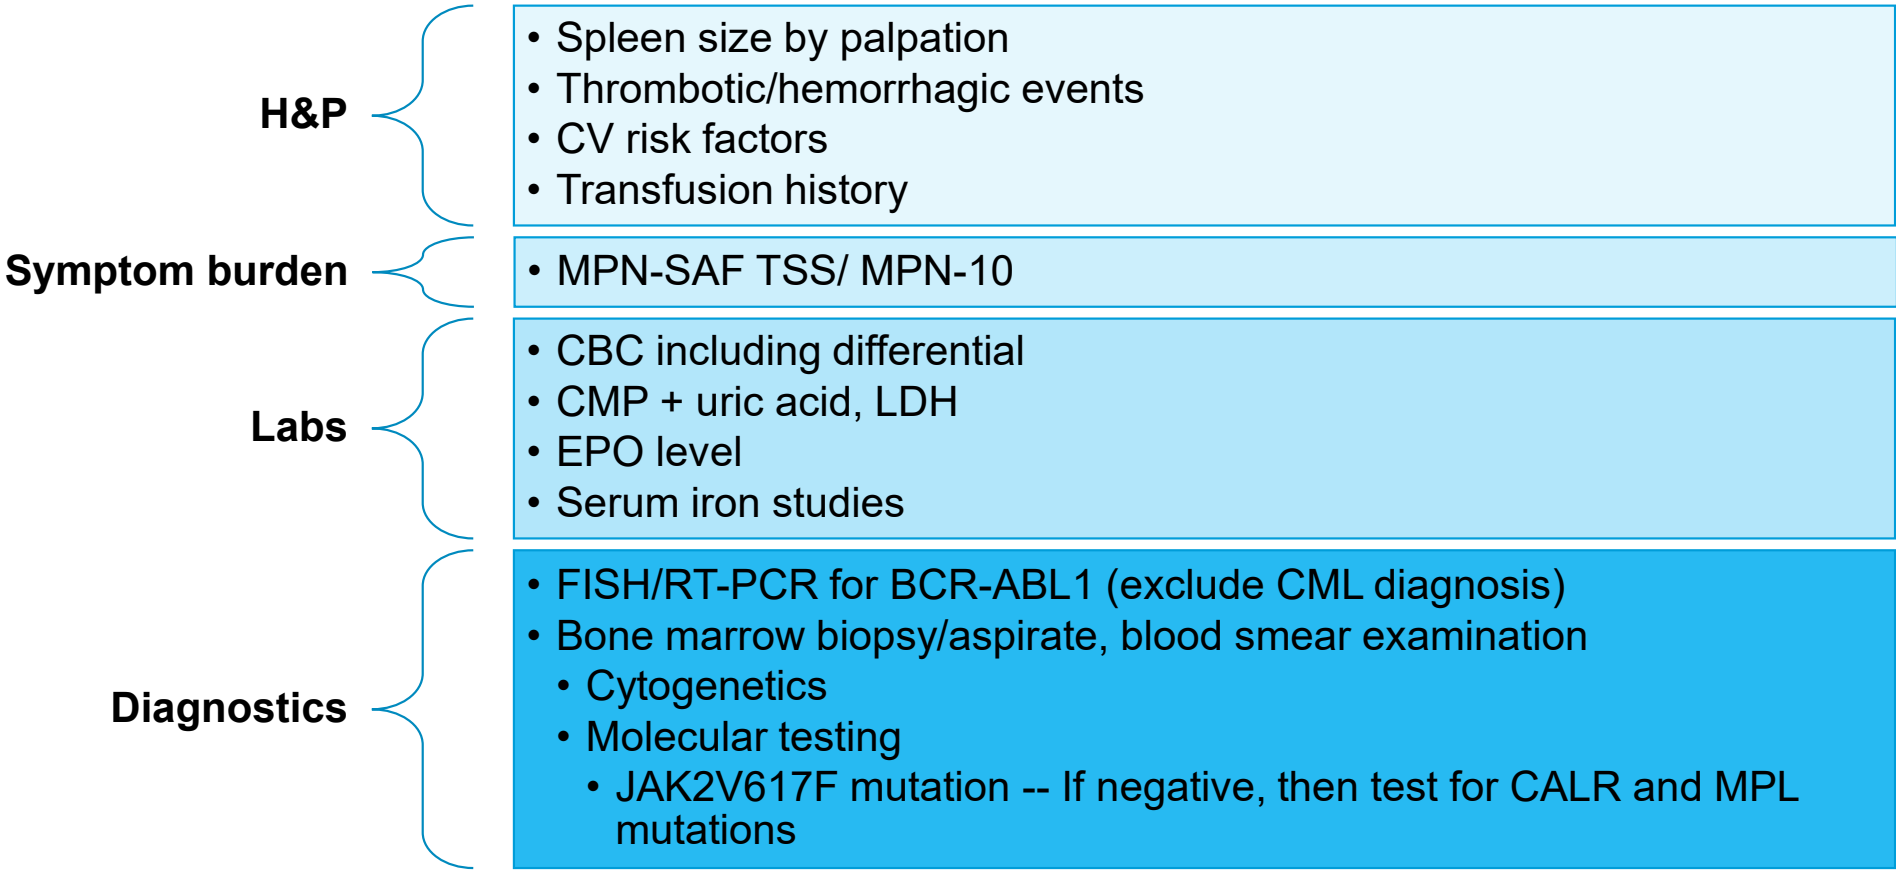 H&P
• Spleen size by palpation
• Thrombotic/hemorrhagic events
• CV risk factors
• Transfusion history
Symptom burden
• MPN-SAF TSS/ MPN-10
Labs
• CBC including differential
• CMP + uric acid, LDH
• EPO level
• Serum iron studies
Diagnostics
• FISH/RT-PCR for BCR-ABL1 (exclude CML diagnosis)
• Bone marrow biopsy/aspirate, blood smear examination
• Cytogenetics
• Molecular testing
• JAK2V617F mutation -- If negative, then test for CALR and MPL
mutations